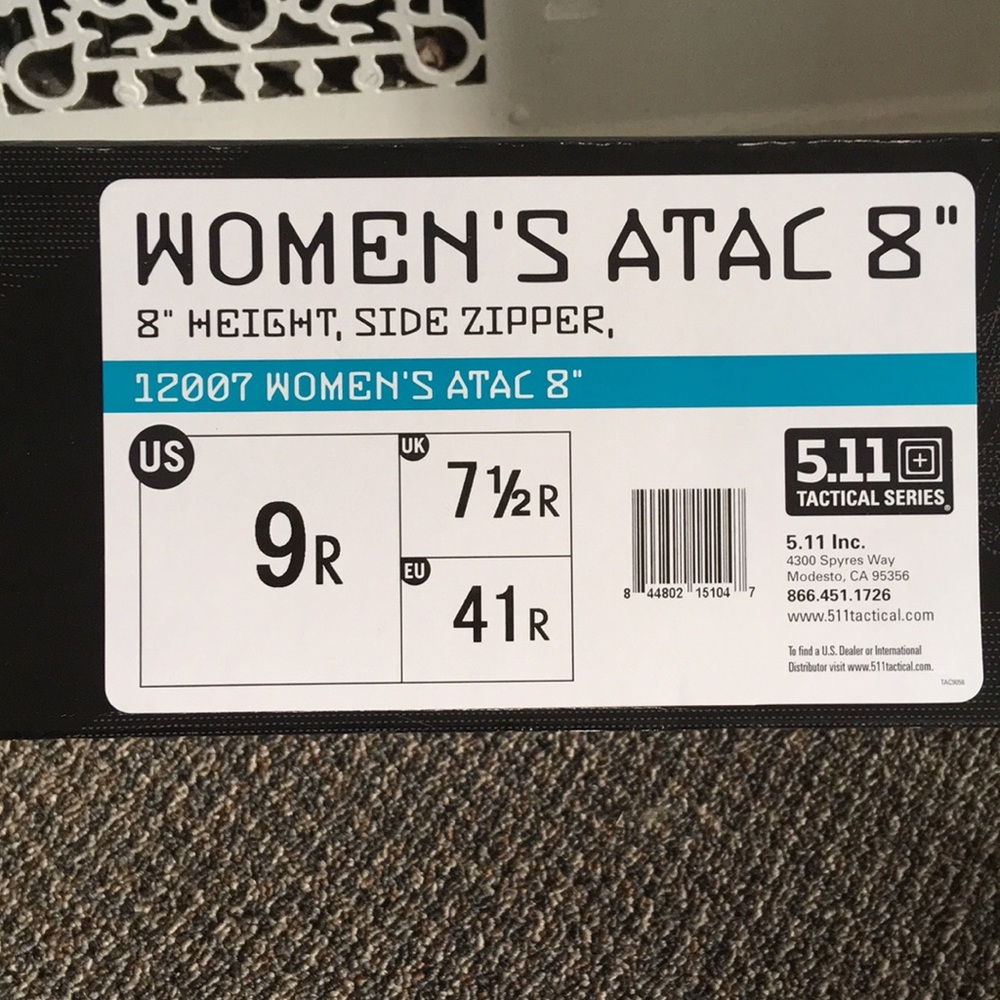 WOMEN'S ATAC 8"
8" HEIGHT, SIDE ZIPPER,
12007 WOMEN'S ATAC 8"
US
9R
UK
7½R
EU
41R
8 44802 15104 7
5.11
TACTICAL SERIES®
5.11 Inc.
4300 Spyres Way
Modesto, CA 95356
866.451.1726
www.511tactical.com
To find a U.S. Dealer or International
Distributor visit www.511tactical.com.